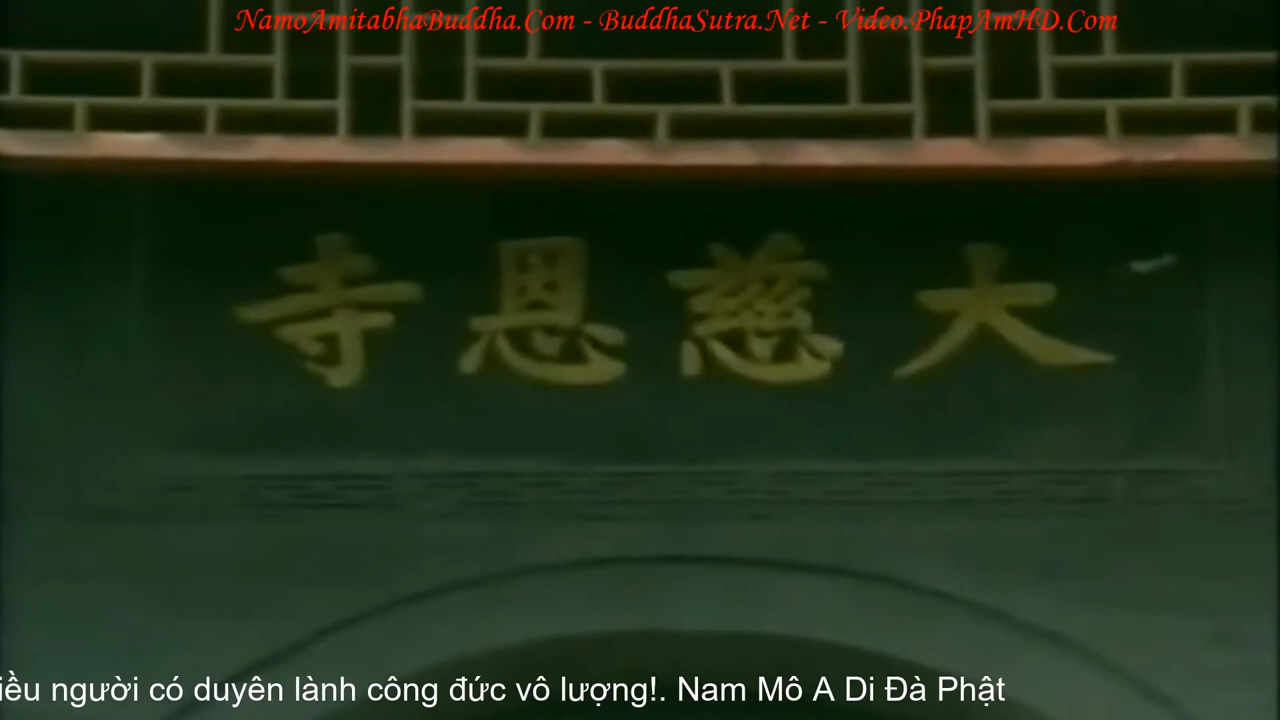 NamoAmitabhaBuddha.Com - BuddhaSutra.Net - Video.PhapAmHD.Com
大慈恩寺
iều người có duyên lành công đức vô lượng!. Nam Mô A Di Đà Phật